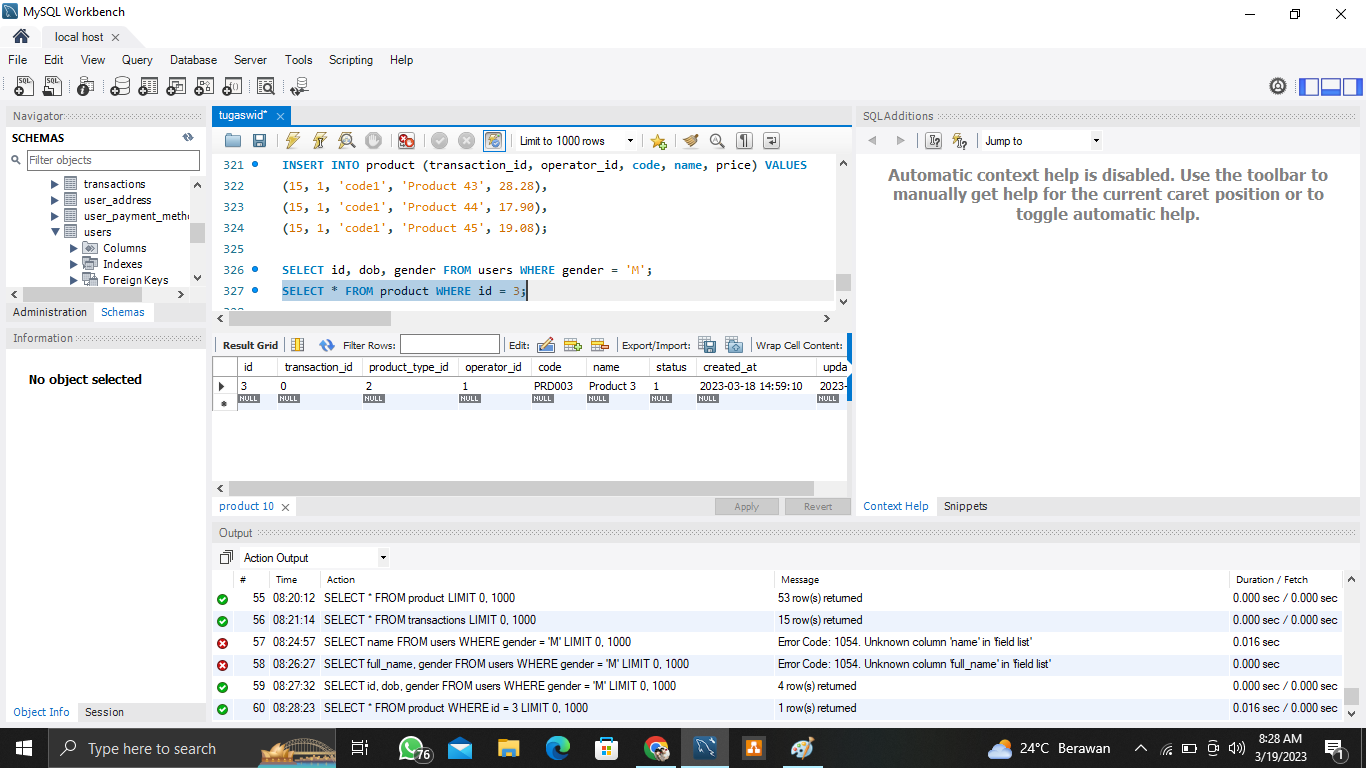 MySQL Workbench
local host
File Edit View Query Database Server Tools Scripting Help
Navigator
SCHEMAS
Filter objects
transactions
user_address
user_payment_meth
users
Columns
Indexes
Foreign Keys
Administration Schemas
Information
No object selected
Object Info Session
tugaswid*
Limit to 1000 rows
321 INSERT INTO product (transaction_id, operator_id, code, name, price) VALUES
322 (15, 1, 'code1', 'Product 43', 28.28),
323 (15, 1, 'code1', 'Product 44', 17.90),
324 (15, 1, 'code1', 'Product 45', 19.08);
325
326 SELECT id, dob, gender FROM users WHERE gender = 'M';
327 SELECT * FROM product WHERE id = 3;
Result Grid Filter Rows: Edit: Export/Import: Wrap Cell Content:
id transaction_id product_type_id operator_id code name status created_at upda
3 0 2 1 PRD003 Product 3 1 2023-03-18 14:59:10 2023-
NULL NULL NULL NULL NULL NULL NULL NULL NULL
product 10
Apply Revert
SQLAdditions
Jump to
Automatic context help is disabled. Use the toolbar to
manually get help for the current caret position or to
toggle automatic help.
Context Help Snippets
Output
Action Output
# Time Action Message Duration / Fetch
55 08:20:12 SELECT * FROM product LIMIT 0, 1000 53 row(s) returned 0.000 sec / 0.000 sec
56 08:21:14 SELECT * FROM transactions LIMIT 0, 1000 15 row(s) returned 0.000 sec / 0.000 sec
57 08:24:57 SELECT name FROM users WHERE gender = 'M' LIMIT 0, 1000 Error Code: 1054. Unknown column 'name' in 'field list' 0.016 sec
58 08:26:27 SELECT full_name, gender FROM users WHERE gender = 'M' LIMIT 0, 1000 Error Code: 1054. Unknown column 'full_name' in 'field list' 0.000 sec
59 08:27:32 SELECT id, dob, gender FROM users WHERE gender = 'M' LIMIT 0, 1000 4 row(s) returned 0.000 sec / 0.000 sec
60 08:28:23 SELECT * FROM product WHERE id = 3 LIMIT 0, 1000 1 row(s) returned 0.016 sec / 0.000 sec
Type here to search
76
24°C Berawan
8:28 AM
3/19/2023
1